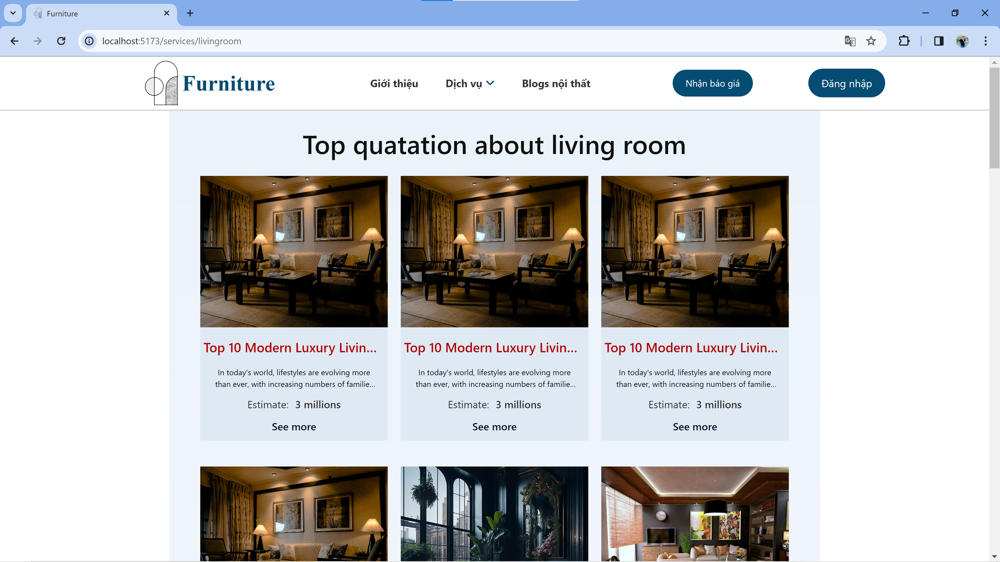 Furniture
localhost:5173/services/livingroom
Furniture
Giới thiệu
Dịch vụ
Blogs nội thất
Nhận báo giá
Đăng nhập
Top quatation about living room
Top 10 Modern Luxury Livin...
In today's world, lifestyles are evolving more
than ever, with increasing numbers of familie...
Estimate: 3 millions
See more
Top 10 Modern Luxury Livin...
In today's world, lifestyles are evolving more
than ever, with increasing numbers of familie...
Estimate: 3 millions
See more
Top 10 Modern Luxury Livin...
In today's world, lifestyles are evolving more
than ever, with increasing numbers of familie...
Estimate: 3 millions
See more